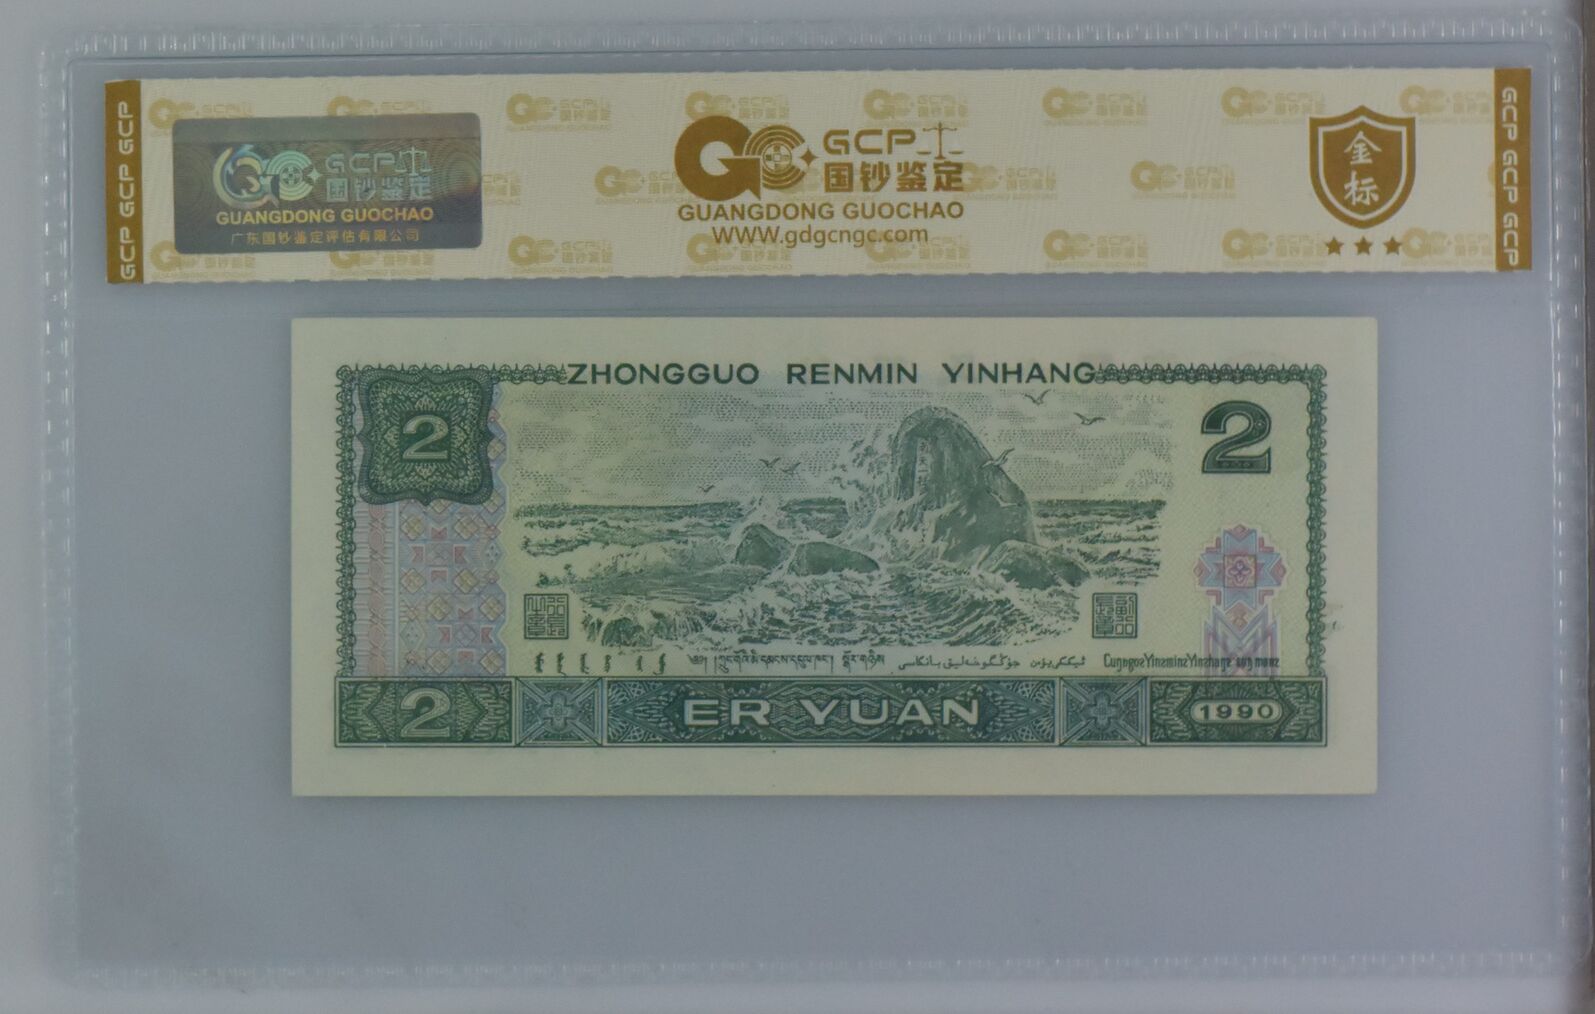 GCP GCP GCP
GCP
国钞鉴定
GUANGDONG GUOCHAO
广东国钞鉴定评估有限公司
GCP
国钞鉴定
GUANGDONG GUOCHAO
WWW.gdgcngc.com
金
标
GCP GCP GCP
ZHONGGUO RENMIN YINHANG
2
2
2
ER YUAN
1990